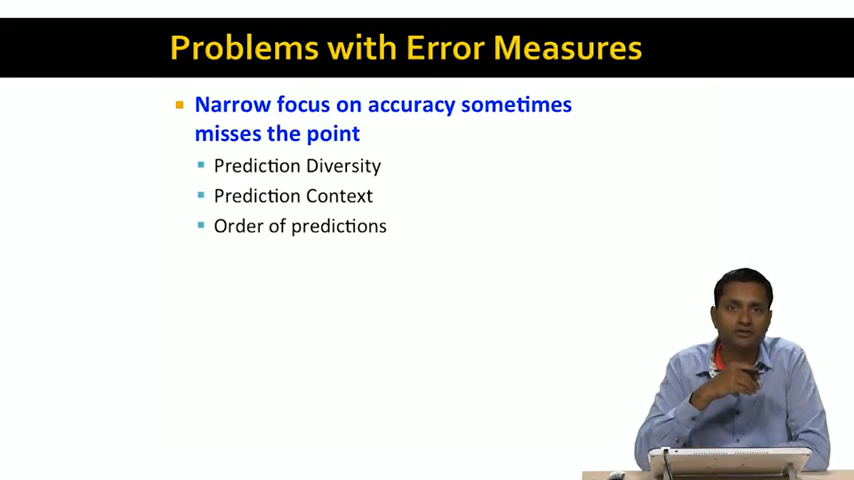 Problems with Error Measures
Narrow focus on accuracy sometimes
misses the point
Prediction Diversity
Prediction Context
Order of predictions